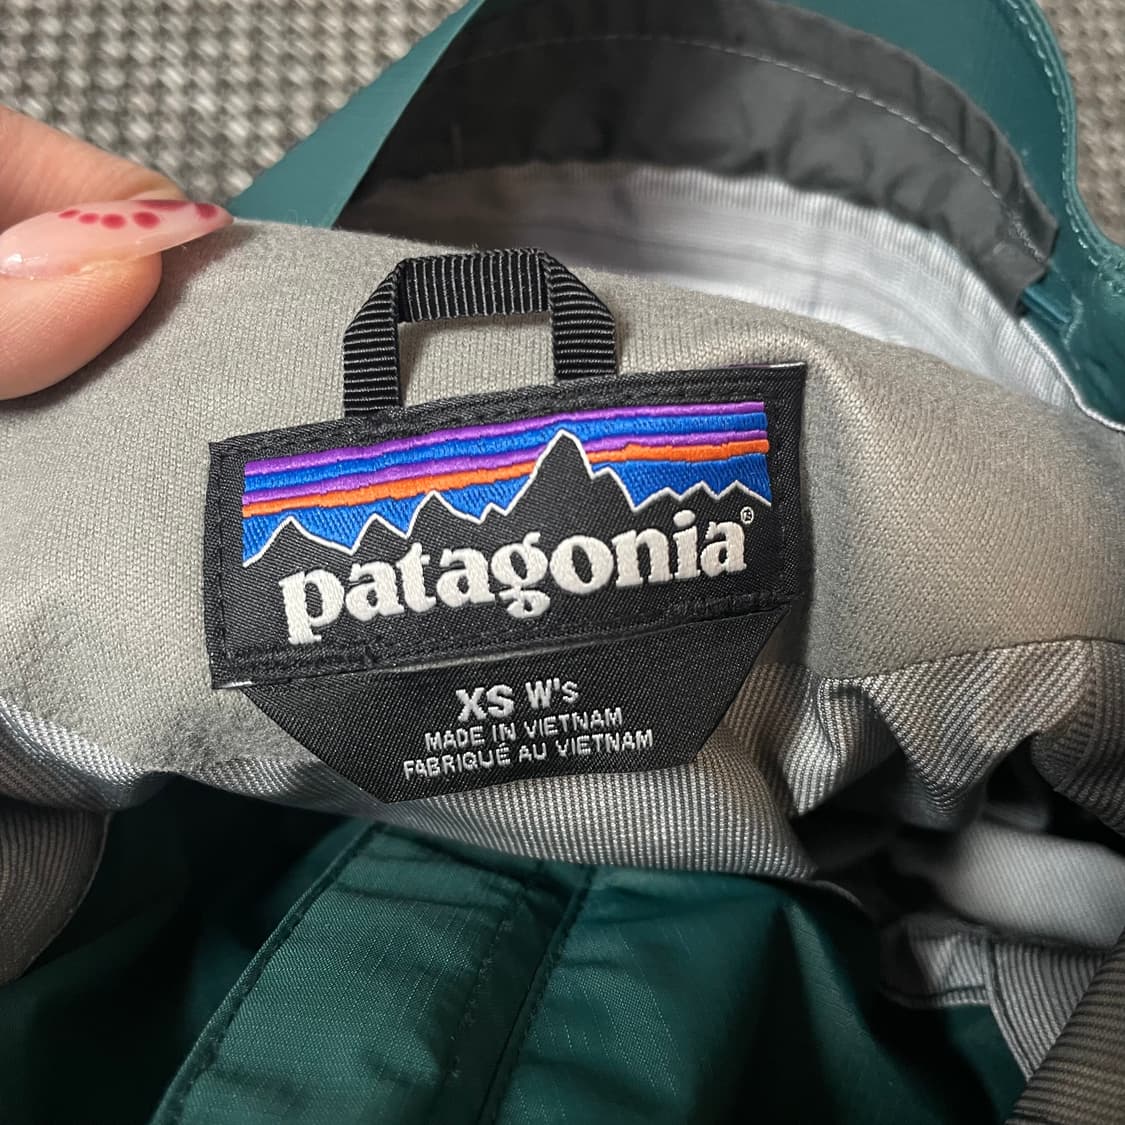 patagonia®
XS W's
MADE IN VIETNAM
FABRIQUÉ AU VIETNAM